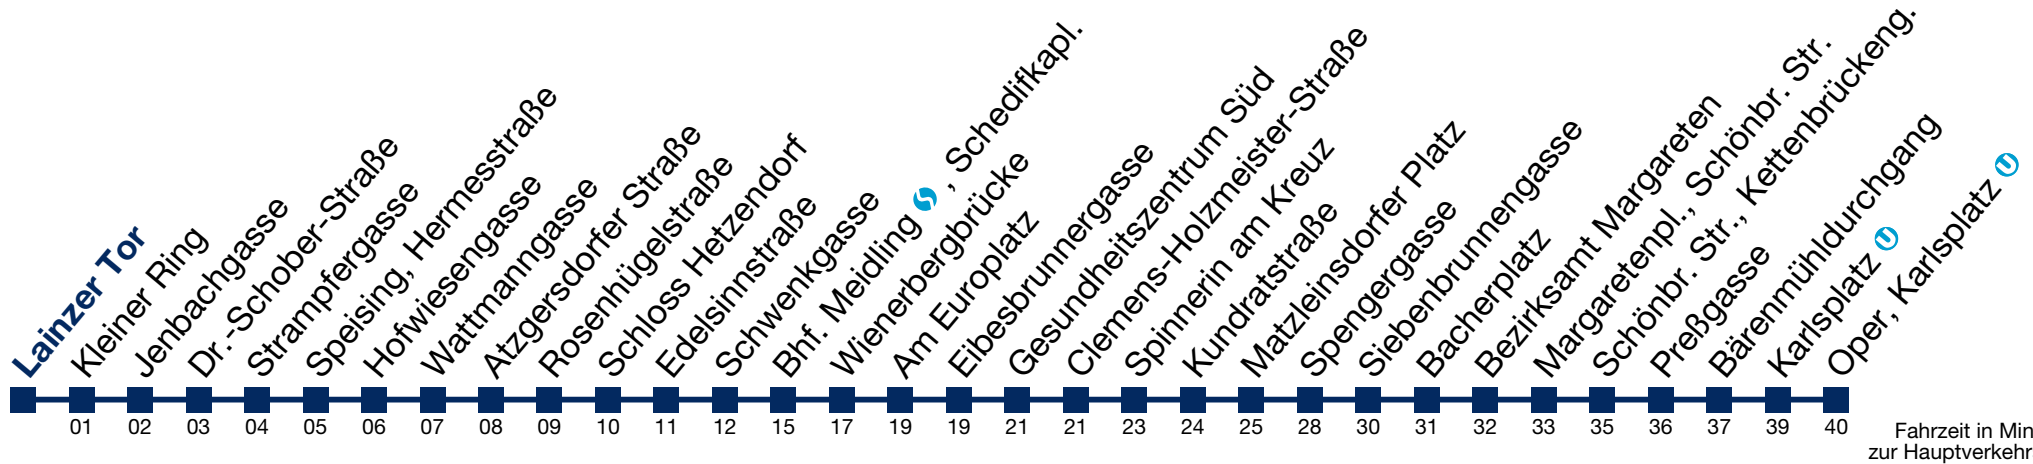 Lainzer Tor
Kleiner Ring
Jenbachgasse
Dr.-Schober-Straße
Strampfergasse
Speising, Hermesstraße
Hofwiesengasse
Wattmanngasse
Atzgersdorfer Straße
Rosenhügelstraße
Schloss Hetzendorf
Edelsinnstraße
Schwenkgasse
Bhf. Meidling , Schedifkapl.
Wienerbergbrücke
Am Europlatz
Eibesbrunnergasse
Gesundheitszentrum Süd
Clemens-Holzmeister-Straße
Spinnerin am Kreuz
Kundratstraße
Matzleinsdorfer Platz
Spengergasse
Siebenbrunnengasse
Bacherplatz
Bezirksamt Margareten
Margaretenpl., Schönbr. Str.
Schönbr. Str., Kettenbrückeng.
Preßgasse
Bärenmühldurchgang
Karlsplatz U
Oper, Karlsplatz U
01 02 03 04 05 06 07 08 09 10 11 12 15 17 19 19 21 21 23 24 25 28 30 31 32 33 35 36 37 39 40
Fahrzeit in Min
zur Hauptverkehr